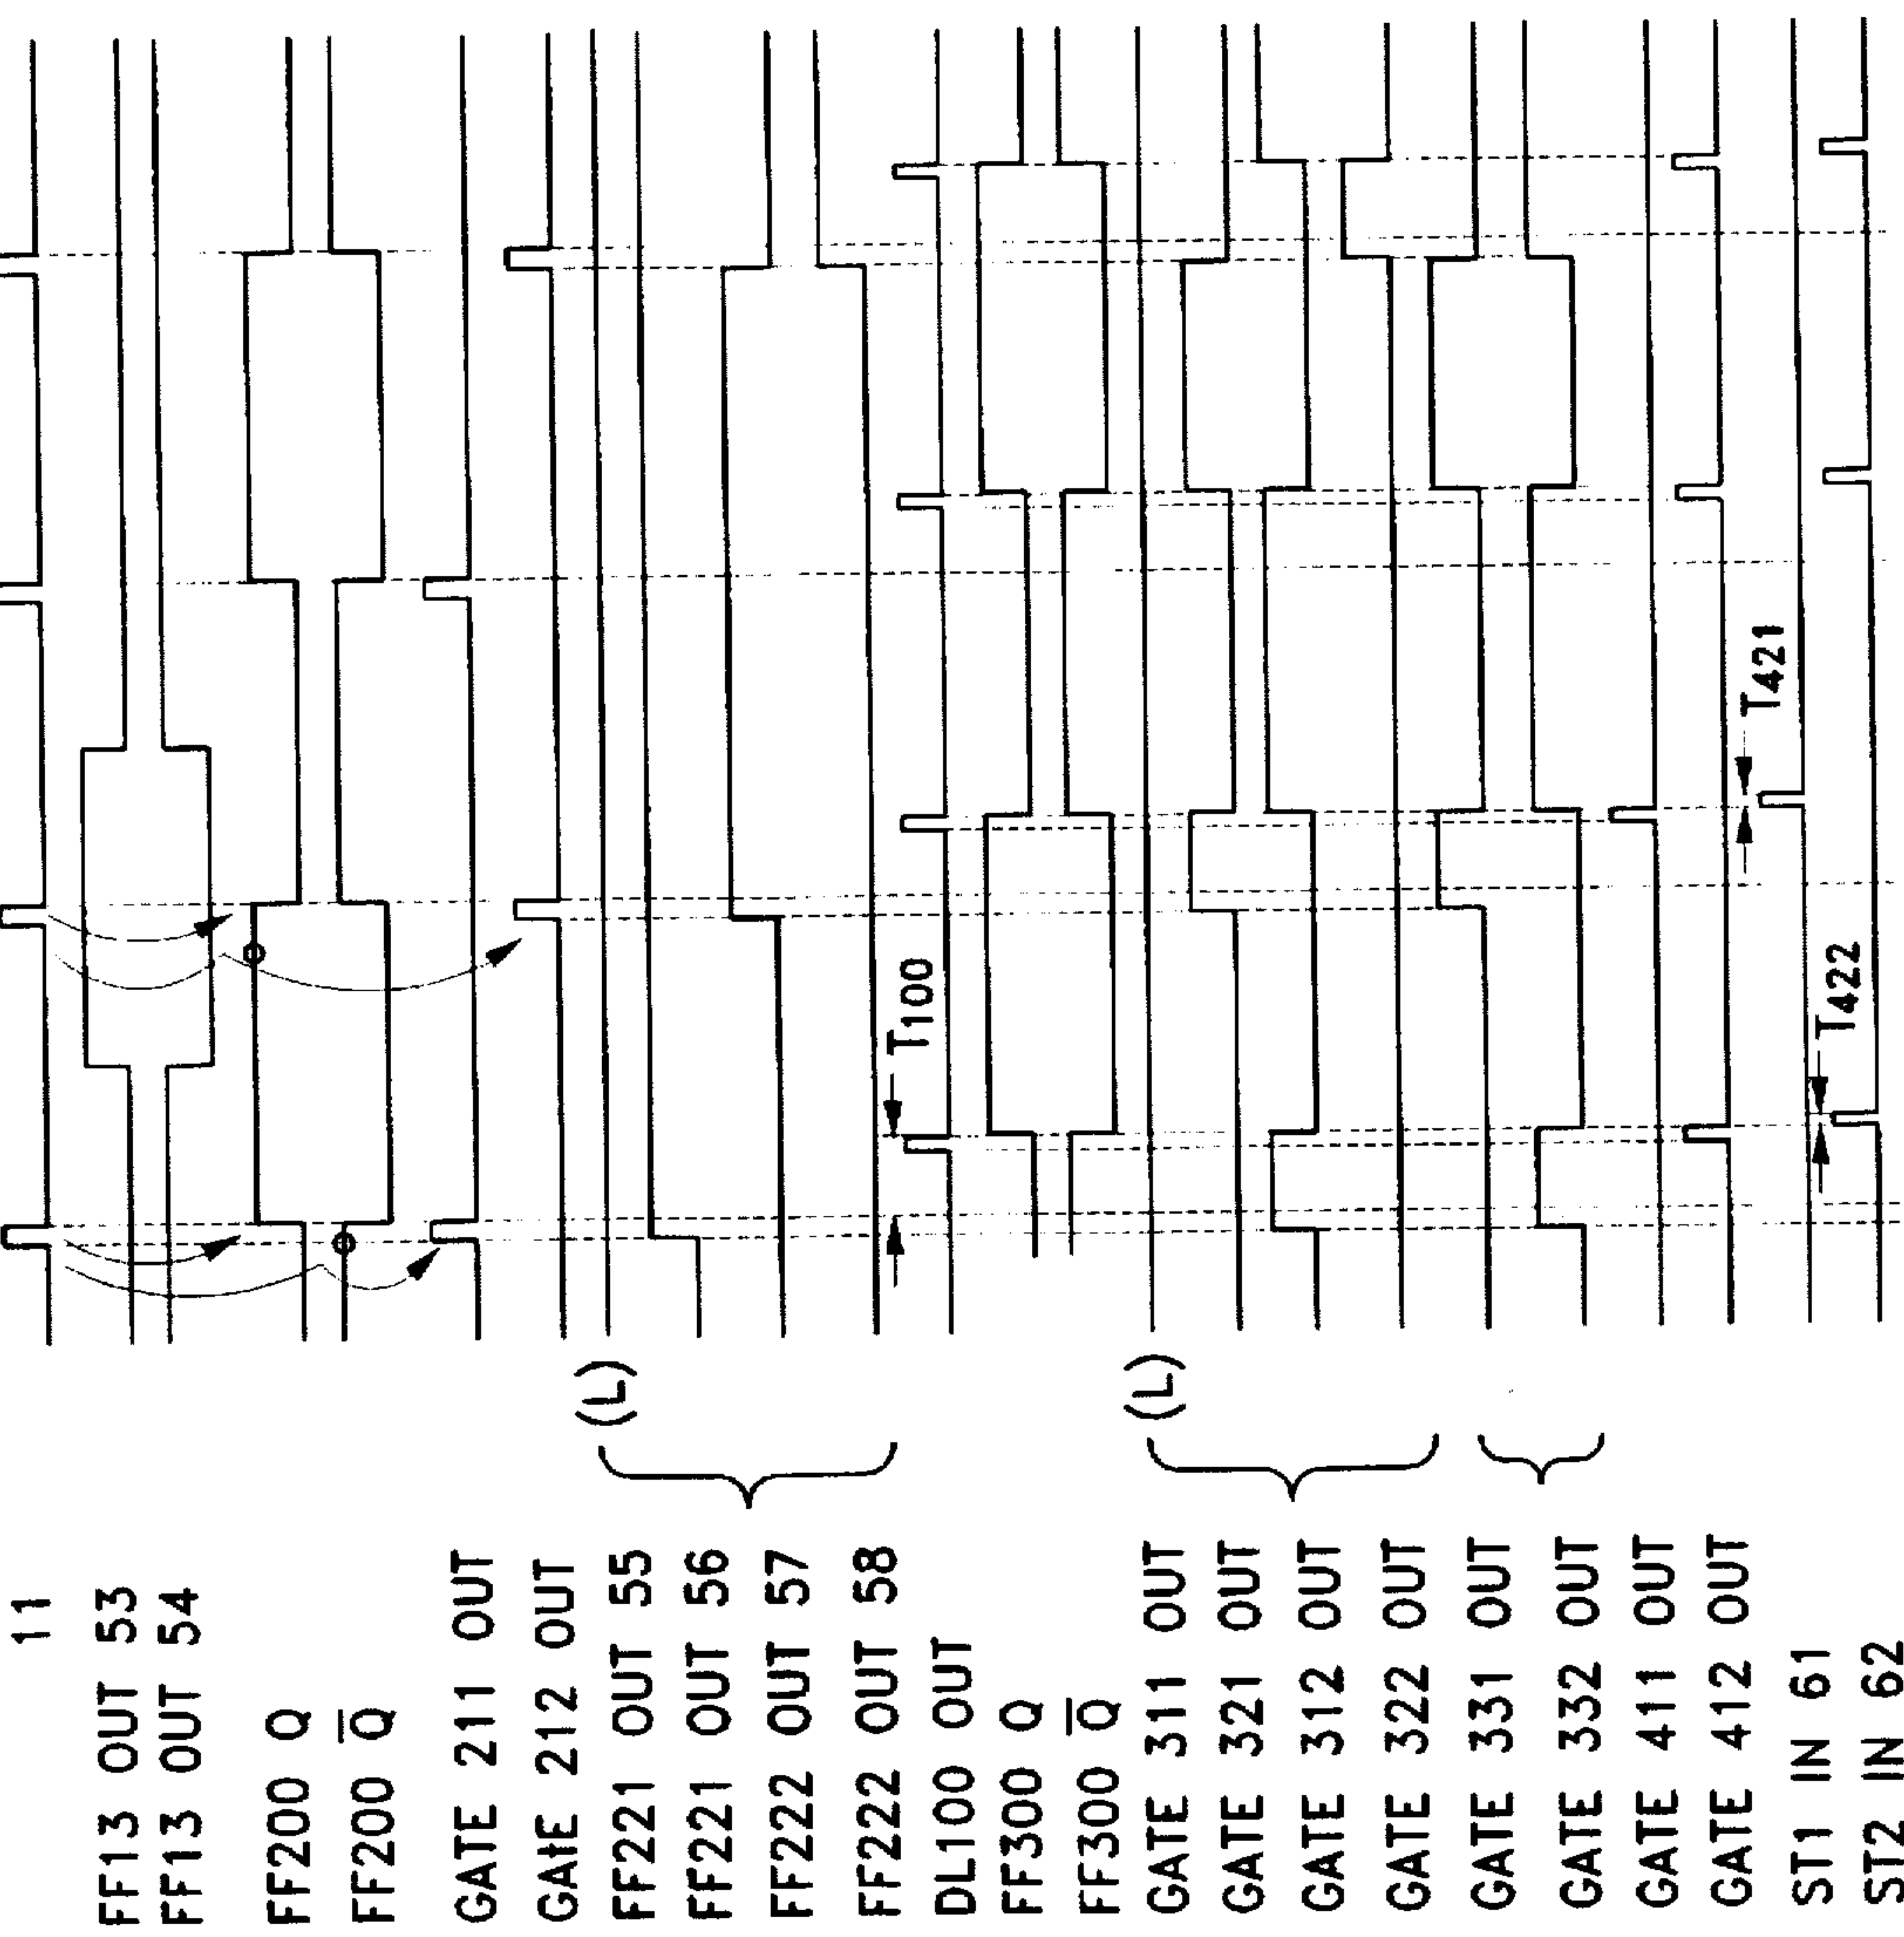 11
FF13 OUT 53
FF13 OUT 54
FF200 Q
FF200 Q̅
GATE 211 OUT
GATE 212 OUT
FF221 OUT 55
FF221 OUT 56
FF222 OUT 57
FF222 OUT 58
(L)
DL100 OUT
T100
FF300 Q
FF300 Q̅
GATE 311 OUT
GATE 321 OUT
GATE 312 OUT
GATE 322 OUT
(L)
GATE 331 OUT
GATE 332 OUT
GATE 411 OUT
GATE 412 OUT
ST1 IN 61
T421
ST2 IN 62
T422